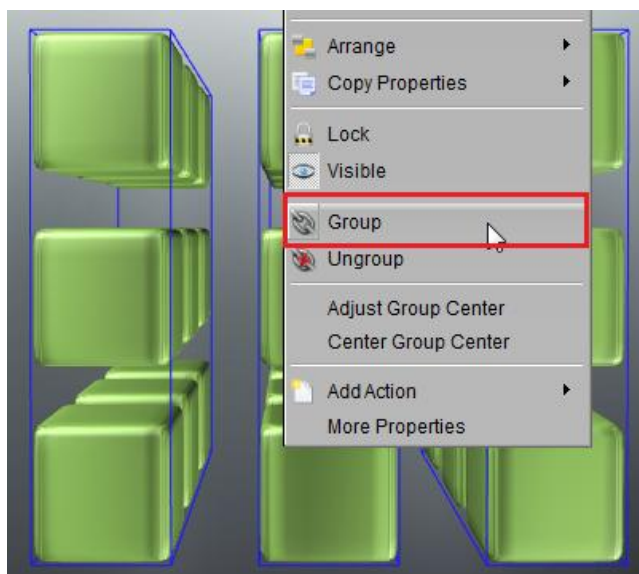 Arrange
Copy Properties
Lock
Visible
Group
Ungroup
Adjust Group Center
Center Group Center
Add Action
More Properties